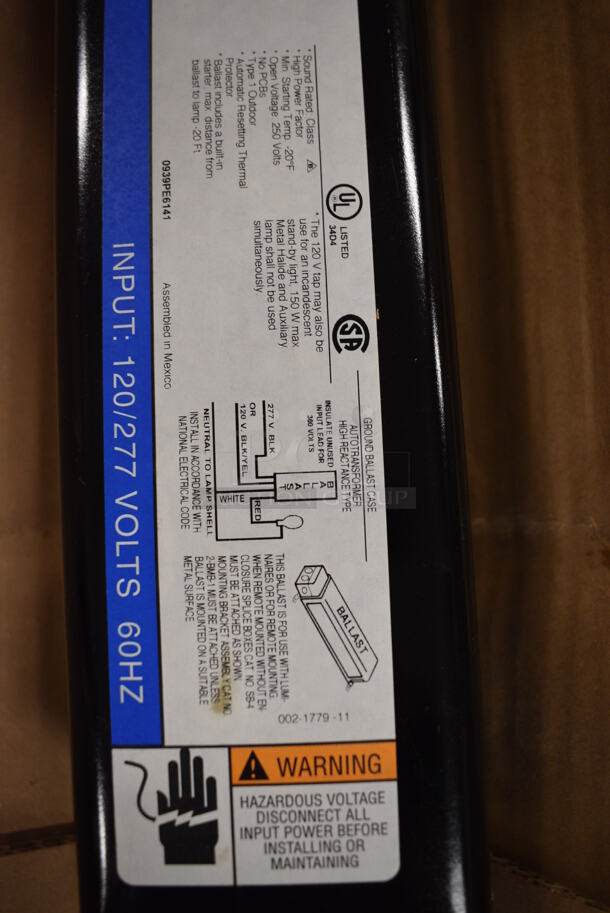 • Sound Rated: Class A
• High Power Factor
• Min. Starting Temp. -20°F
• Open Voltage: 250 Volts
• No PCBs
• Type 1 Outdoor
• Automatic Resetting Thermal
Protector
• Ballast includes a built-in
starter, max. distance from
ballast to lamp -20 Ft.
0939PE6141
UL
LISTED
34D4
• The 120 V tap may also be
use for an incandescent
stand-by light, 150 W max.
Metal Halide and Auxiliary
lamp shall not be used
simultaneously
Assembled in Mexico
GROUND BALLAST CASE
AUTOTRANSFORMER
HIGH REACTANCE TYPE
INSULATE UNUSED
INPUT LEAD FOR
300 VOLTS
277 V. BLK
OR
120 V. BLK/YEL
BALLAST
WHITE
RED
NEUTRAL TO LAMP SHELL
INSTALL IN ACCORDANCE WITH
NATIONAL ELECTRICAL CODE
BALLAST
THIS BALLAST IS FOR USE WITH LUMI-
NAIRES OR FOR REMOTE MOUNTING.
WHEN REMOTE MOUNTED WITHOUT EN-
CLOSURE SPLICE BOXES CAT NO. SB-4
MUST BE ATTACHED AS SHOWN.
MOUNTING BRACKET ASSEMBLY CAT NO.
2-BMB-1 MUST BE ATTACHED UNLESS
BALLAST IS MOUNTED ON A SUITABLE
METAL SURFACE.
002-1779-11
INPUT: 120/277 VOLTS 60HZ
WARNING
HAZARDOUS VOLTAGE
DISCONNECT ALL
INPUT POWER BEFORE
INSTALLING OR
MAINTAINING